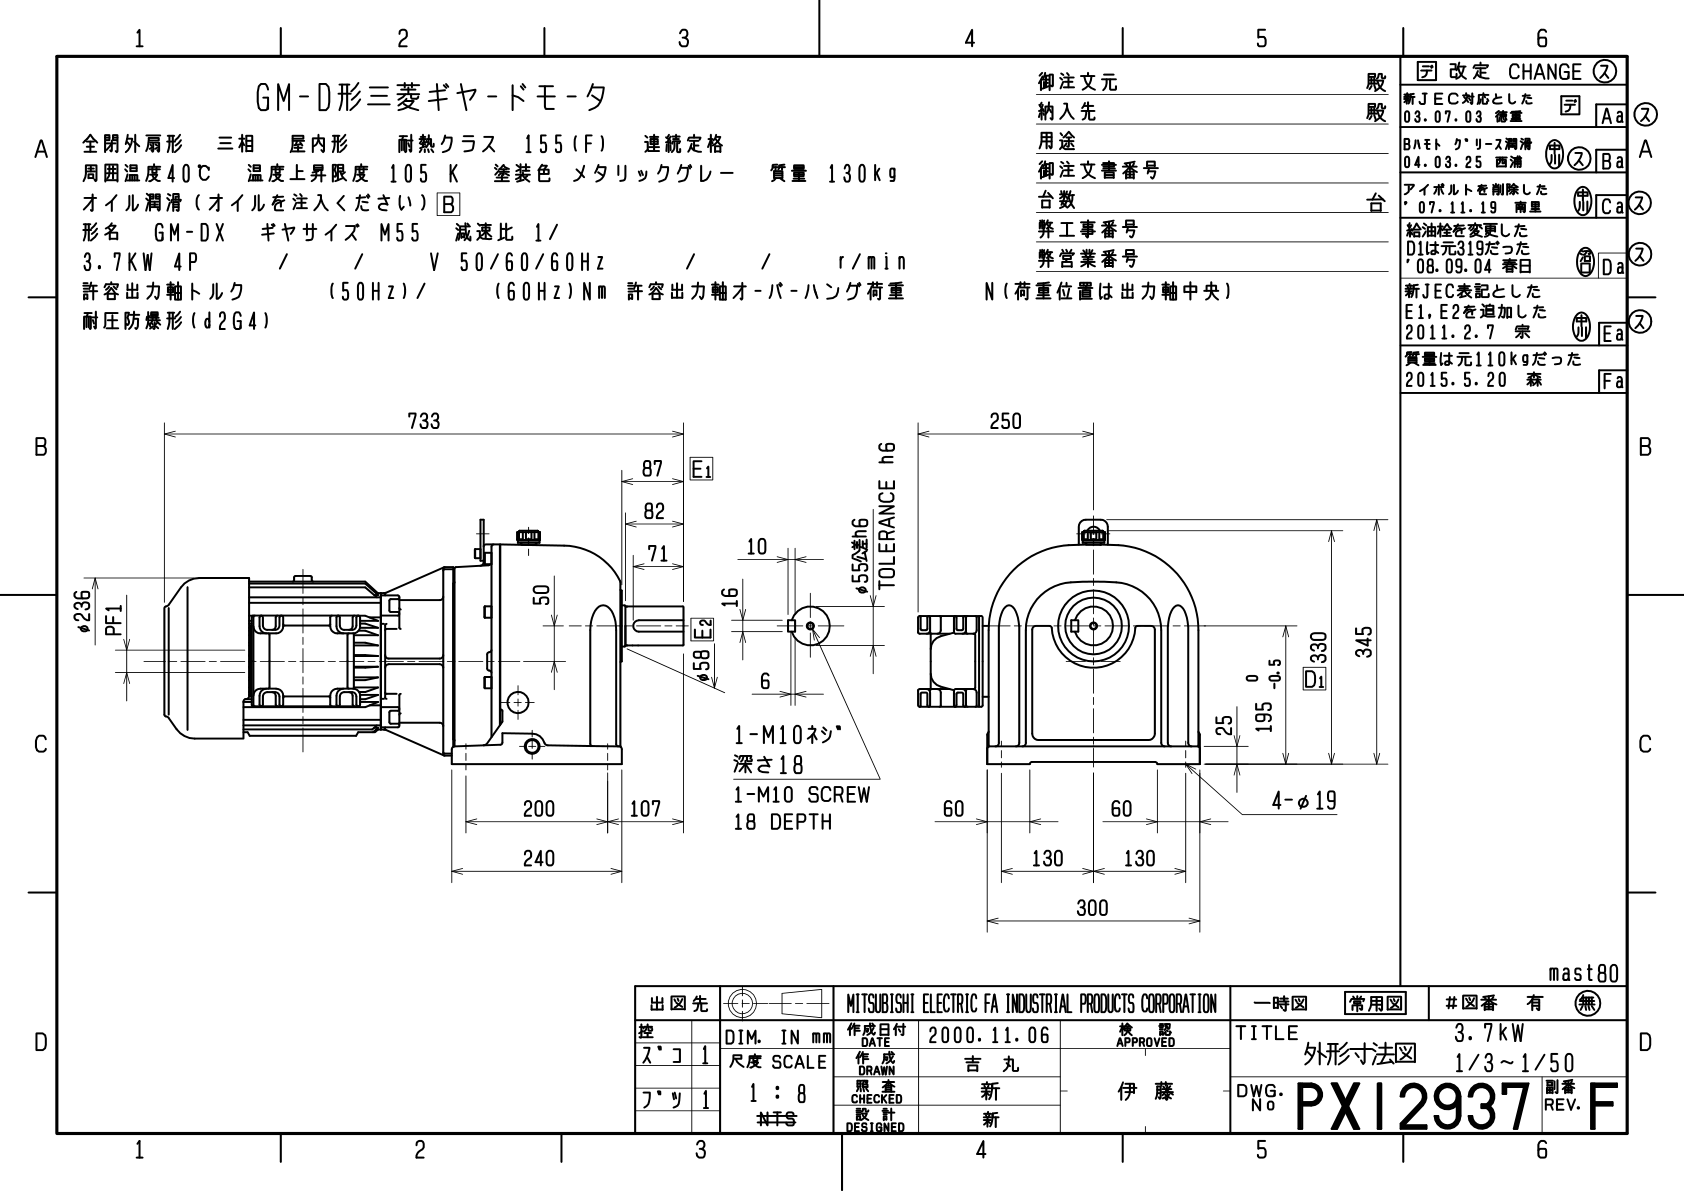 1 2 3 4 5 6
GM-D形三菱ギヤードモータ
全閉外扇形 三相 屋内形 耐熱クラス 155(F) 連続定格
周囲温度40℃ 温度上昇限度 105 K 塗装色 メタリックグレー 質量 130kg
オイル潤滑(オイルを注入ください) B
形名 GM-DX ギヤサイズ M55 減速比 1/
3.7KW 4P / / V 50/60/60Hz / / r/min
許容出力軸トルク (50Hz)/ (60Hz)Nm 許容出力軸オーバーハング荷重 N(荷重位置は出力軸中央)
耐圧防爆形(d2G4)
御注文元 殿
納入先 殿
用途
御注文書番号
台数 台
弊工事番号
弊営業番号
デ 改定 CHANGE ス
新JEC対応とした デ
03.07.03 徳重 Aa ス
Bハモト グリース潤滑
04.03.25 西浦 ス Ba
アイボルトを削除した
'07.11.19 南里 Ca ス
給油栓を変更した
D1は元319だった
'08.09.04 春日 Da ス
新JEC表記とした
E1,E2を追加した
2011.2.7 宗 Ea ス
質量は元110kgだった
2015.5.20 森 Fa
A A
B B
C C
D D
733
87 E1
82
71
50
φ236
PF1
E2
φ58
200 107
240
10
16
6
φ55公差h6
TOLERANCE h6
1-M10ネジ
深さ18
1-M10 SCREW
18 DEPTH
250
345
D1 330
195 0 -0.5
25
60 60
4-φ19
130 130
300
mast80
出図先
控
ズコ 1
ブツ 1
DIM. IN mm
尺度 SCALE
1 : 8
NTS
MITSUBISHI ELECTRIC FA INDUSTRIAL PRODUCTS CORPORATION
作成日付 DATE 2000.11.06
検認 APPROVED
作成 DRAWN 吉丸
照査 CHECKED 新
伊藤
設計 DESIGNED 新
一時図 常用図 #図番 有 無
TITLE 外形寸法図
3.7kW
1/3~1/50
DWG. No PX12937
副番 REV. F
1 2 3 4 5 6